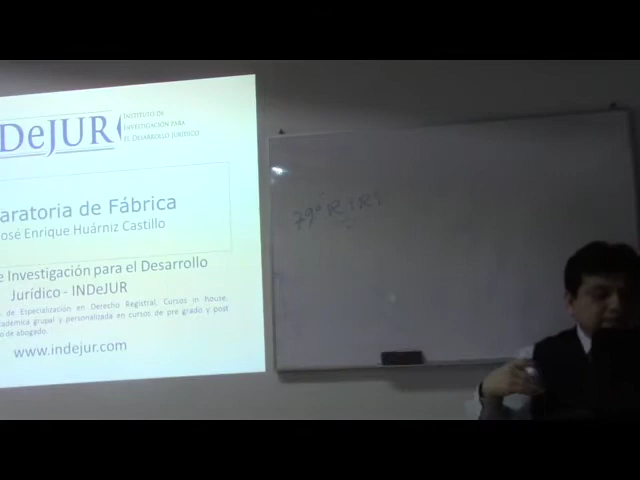 DeJUR
INSTITUTO DE
INVESTIGACIÓN PARA
EL DESARROLLO JURÍDICO
aratoria de Fábrica
osé Enrique Huárniz Castillo
e Investigación para el Desarrollo
Jurídico - INDeJUR
de Especialización en Derecho Registral, Cursos in house,
cadémica grupal y personalizada en cursos de pre grado y post
o de abogado.
www.indejur.com
79º